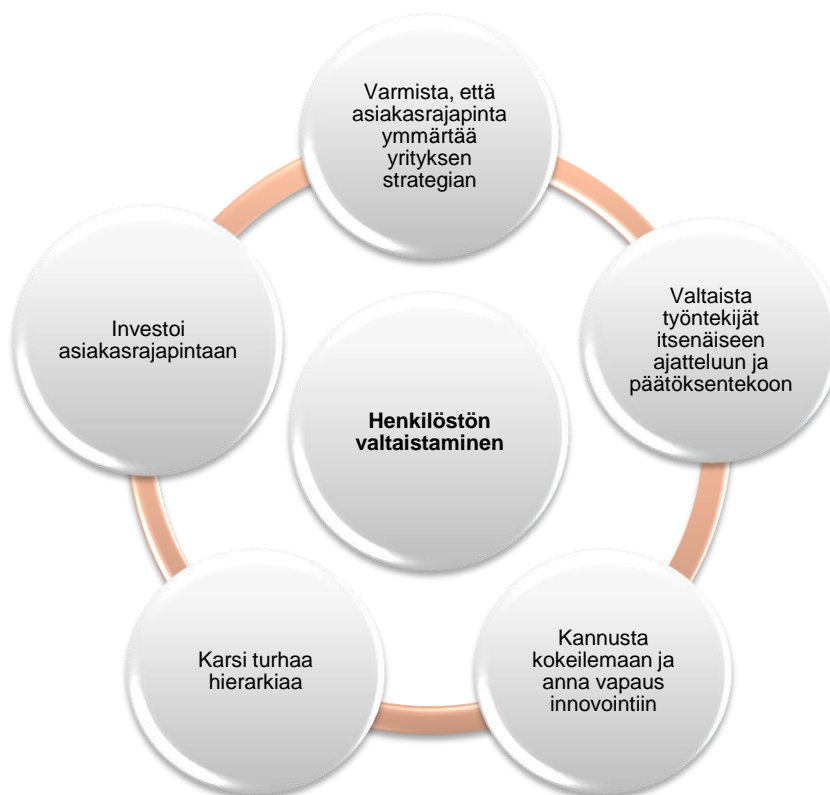 Varmista, että
asiakasrajapinta
ymmärtää
yrityksen
strategian
Valtaista
työntekijät
itsenäiseen
ajatteluun ja
päätöksentekoon
Kannusta
kokeilemaan ja
anna vapaus
innovointiin
Karsi turhaa
hierarkiaa
Investoi
asiakasrajapintaan
Henkilöstön
valtaistaminen